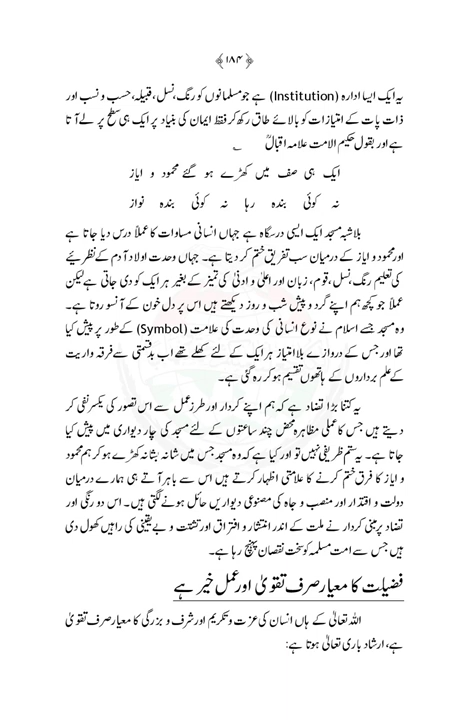 ﴿ ۱۸۴ ﴾
یہ ایک ایسا ادارہ (Institution) ہے جو مسلمانوں کو رنگ، نسل، قبیلہ، حسب و نسب اور
ذات پات کے امتیازات کو بالائے طاق رکھ کر فقط ایمان کی بنیاد پر ایک ہی سطح پر لے آتا
ہے اور بقول حکیم الامت علامہ اقبالؒ ؎
ایک ہی صف میں کھڑے ہو گئے محمود و ایاز
نہ کوئی بندہ رہا نہ کوئی بندہ نواز
بلاشبہ مسجد ایک ایسی درسگاہ ہے جہاں انسانی مساوات کا عملاً درس دیا جاتا ہے
اور محمود و ایاز کے درمیان سب تفریق ختم کر دیتا ہے۔ جہاں وحدت اولاد آدم کے نظریئے
کی تعلیم رنگ، نسل، قوم، زبان اور اعلیٰ و ادنیٰ کی تمیز کے بغیر ہر ایک کو دی جاتی ہے لیکن
عملاً جو کچھ ہم اپنے گرد و پیش شب و روز دیکھتے ہیں اس پر دل خون کے آنسو روتا ہے۔
وہ مسجد جسے اسلام نے نوع انسانی کی وحدت کی علامت (Symbol) کے طور پر پیش کیا
تھا اور جس کے دروازے بلا امتیاز ہر ایک کے لئے کھلے تھے اب بدقسمتی سے فرقہ واریت
کے علم برداروں کے ہاتھوں تقسیم ہو کر رہ گئی ہے۔
یہ کتنا بڑا تضاد ہے کہ ہم اپنے کردار اور طرز عمل سے اس تصور کی یکسر نفی کر
دیتے ہیں جس کا عملی مظاہرہ محض چند ساعتوں کے لئے مسجد کی چار دیواری میں پیش کیا
جاتا ہے۔ یہ ستم ظریفی نہیں تو اور کیا ہے کہ وہ مسجد جس میں شانہ بشانہ کھڑے ہو کر ہم محمود
و ایاز کا فرق ختم کرنے کا علامتی اظہار کرتے ہیں اس سے باہر آتے ہی ہمارے درمیان
دولت و اقتدار اور منصب و جاہ کی مصنوعی دیواریں حائل ہونے لگتی ہیں۔ اس دو رنگی اور
تضاد پر مبنی کردار نے ملت کے اندر انتشار و افتراق اور تشتت و بے یقینی کی راہیں کھول دی
ہیں جس سے امت مسلمہ کو سخت نقصان پہنچ رہا ہے۔
فضیلت کا معیار صرف تقویٰ اور عمل خیر ہے
اللہ تعالیٰ کے ہاں انسان کی عزت و تکریم اور شرف و بزرگی کا معیار صرف تقویٰ
ہے، ارشاد باری تعالیٰ ہوتا ہے: